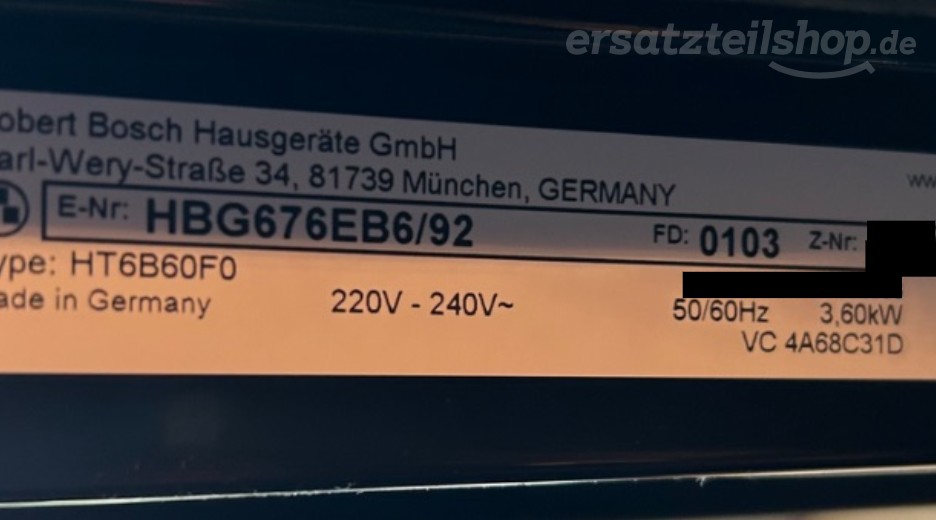 ersatzteilshop.de
obert Bosch Hausgeräte GmbH
arl-Wery-Straße 34, 81739 München, GERMANY
ww
E-Nr: HBG676EB6/92 FD: 0103 Z-Nr:
ype: HT6B60F0
ade in Germany 220V - 240V~ 50/60Hz 3,60kW
VC 4A68C31D